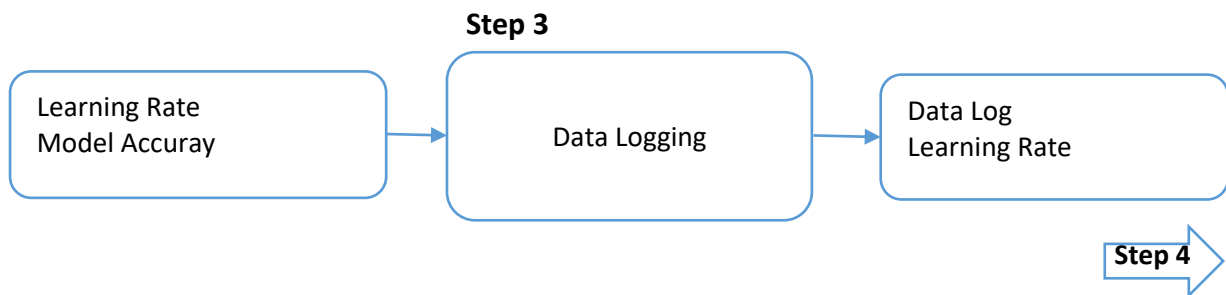 Step 3
Learning Rate
Model Accuray
Data Logging
Data Log
Learning Rate
Step 4